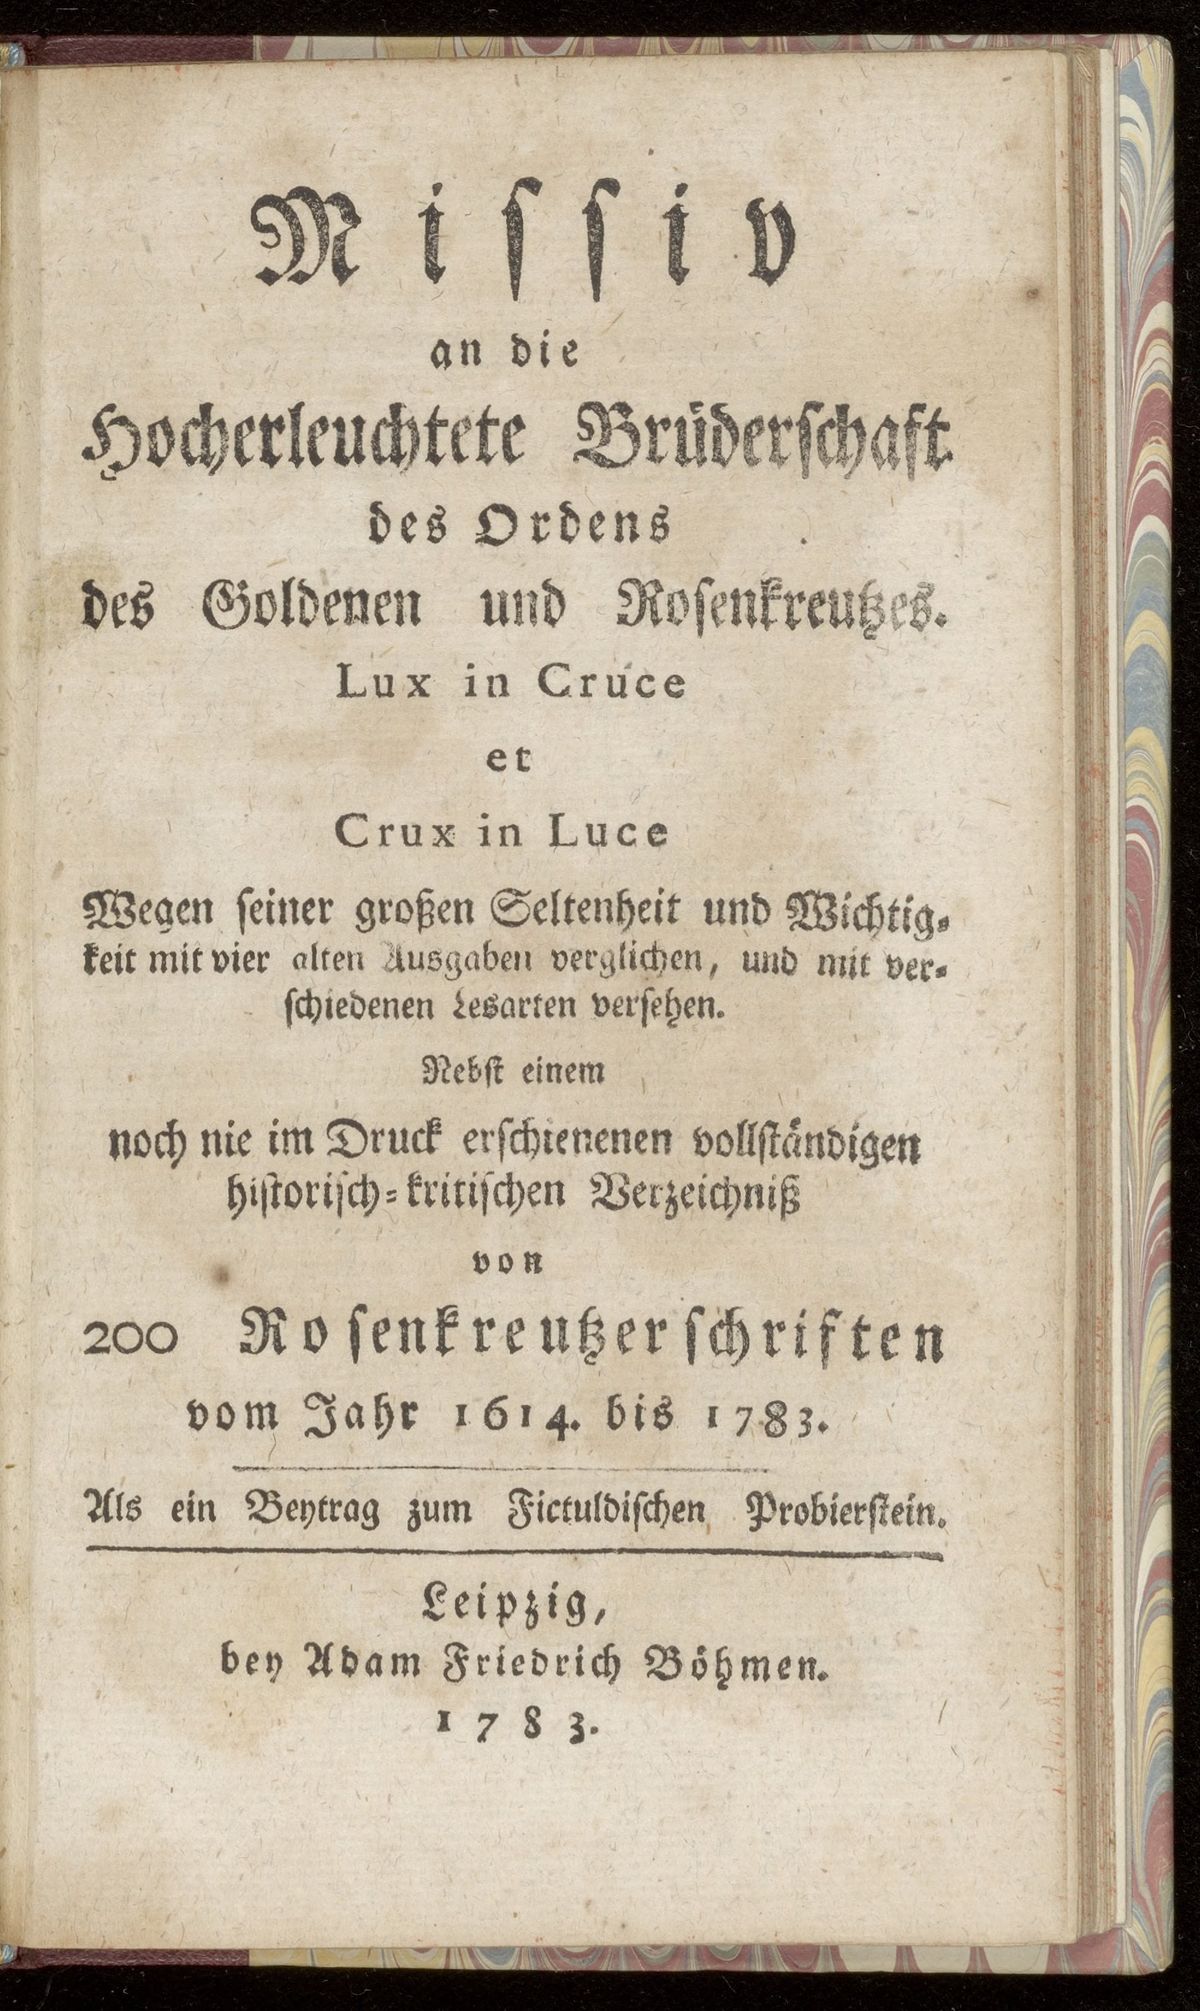 Miſſiv
an die
Hocherleuchtete Brüderſchaft
des Ordens
des Goldenen und Roſenkreutzes.
Lux in Cruce
et
Crux in Luce
Wegen ſeiner großen Seltenheit und Wichtig⸗
keit mit vier alten Ausgaben verglichen, und mit ver⸗
ſchiedenen Lesarten verſehen.
Nebſt einem
noch nie im Druck erſchienenen vollſtändigen
hiſtoriſch⸗kritiſchen Verzeichniß
von
200 Roſenkreutzerſchriften
vom Jahr 1614. bis 1783.
Als ein Beytrag zum Fictuldiſchen Probierſtein.
Leipzig,
bey Adam Friedrich Böhmen.
1783.